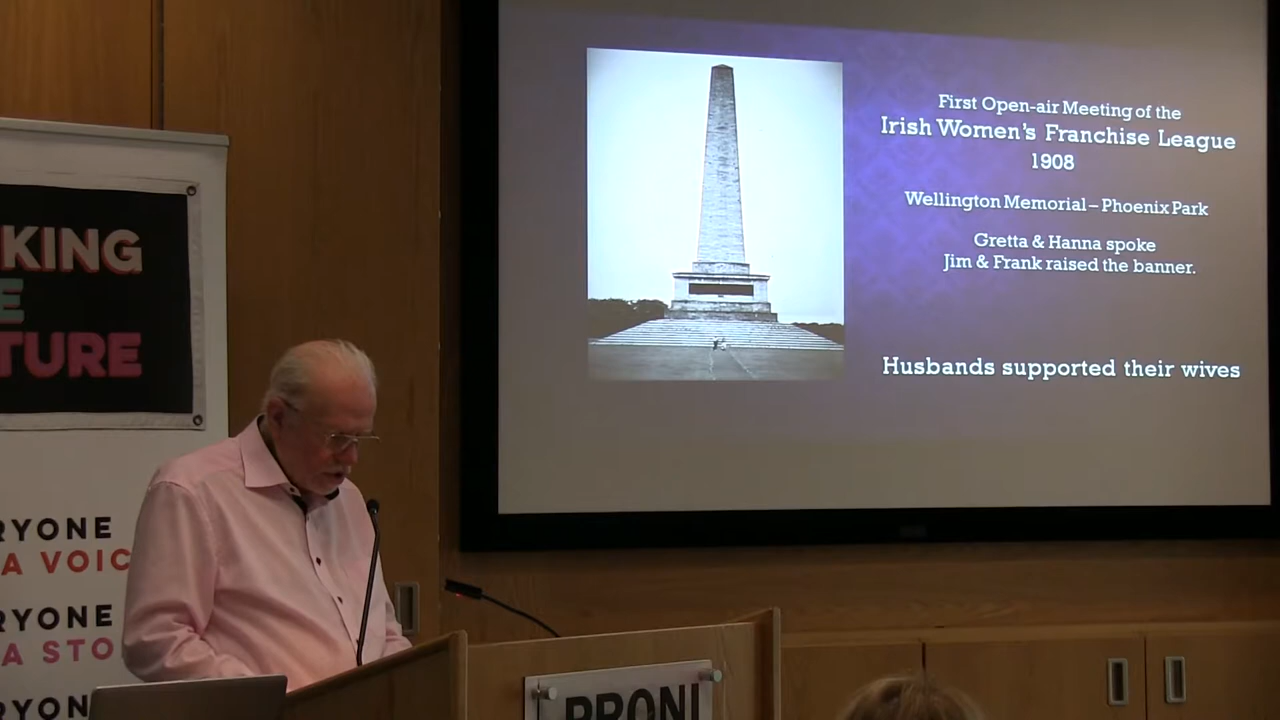 KING
E
TURE
RYONE
A VOIC
RYONE
A STO
RYON
First Open-air Meeting of the
Irish Women's Franchise League
1908
Wellington Memorial – Phoenix Park
Gretta & Hanna spoke
Jim & Frank raised the banner.
Husbands supported their wives
PRONI